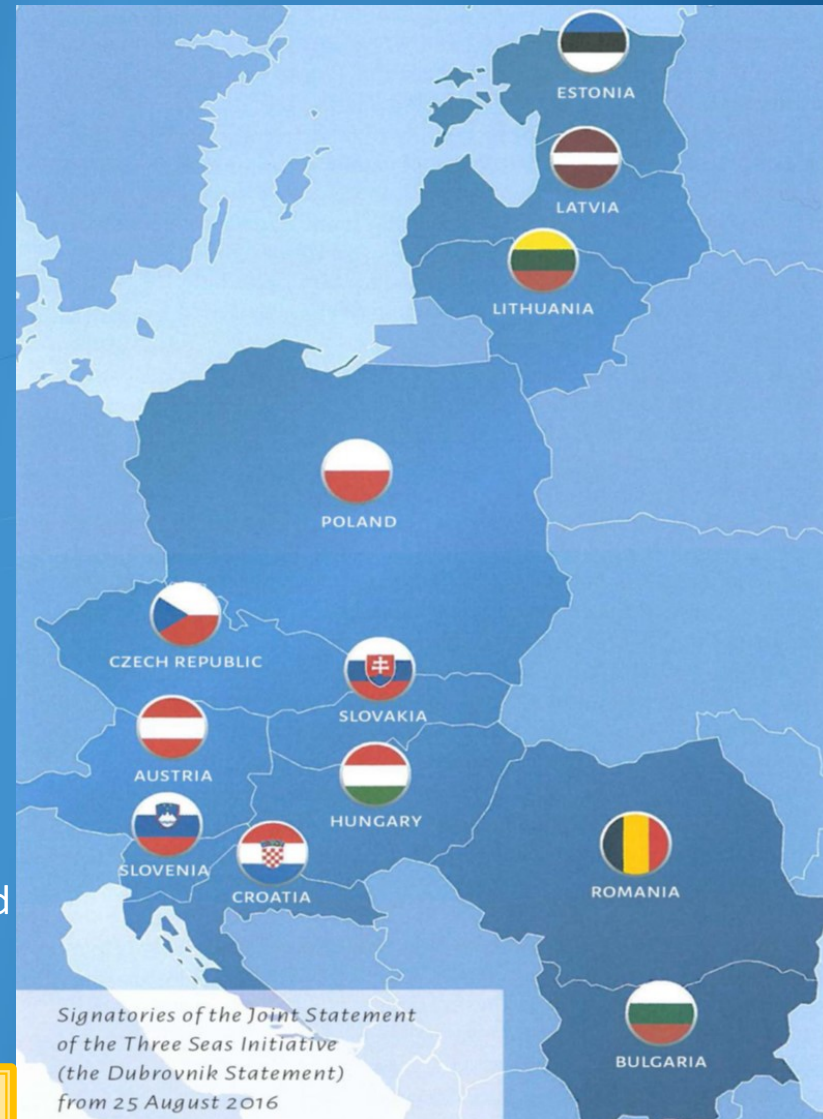 ESTONIA
LATVIA
LITHUANIA
POLAND
CZECH REPUBLIC
SLOVAKIA
AUSTRIA
HUNGARY
SLOVENIA
CROATIA
ROMANIA
BULGARIA
d
Signatories of the Joint Statement
of the Three Seas Initiative
(the Dubrovnik Statement)
from 25 August 2016